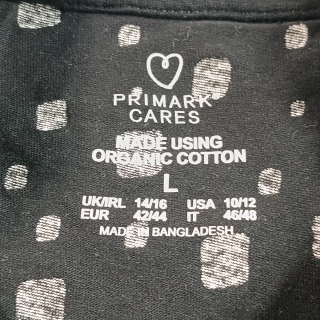 PRIMARK
CARES
MADE USING
ORGANIC COTTON
L
UK/IRL 14/16 USA 10/12
EUR 42/44 IT 46/48
MADE IN BANGLADESH